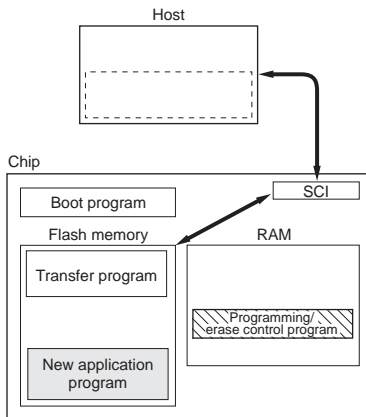 Host
Chip
SCI
Boot program
Flash memory
RAM
Transfer program
Programming/
erase control program
New application
program